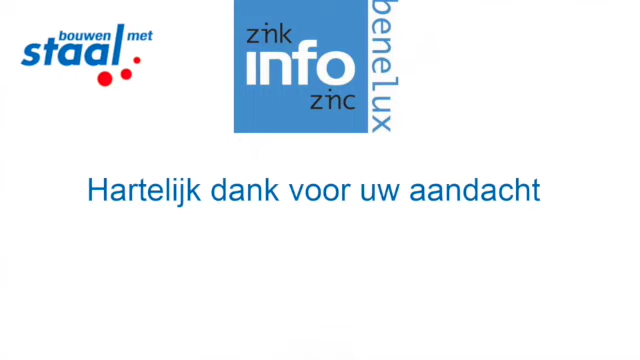 bouwen met
staal
zink
info
zinc
benelux
Hartelijk dank voor uw aandacht